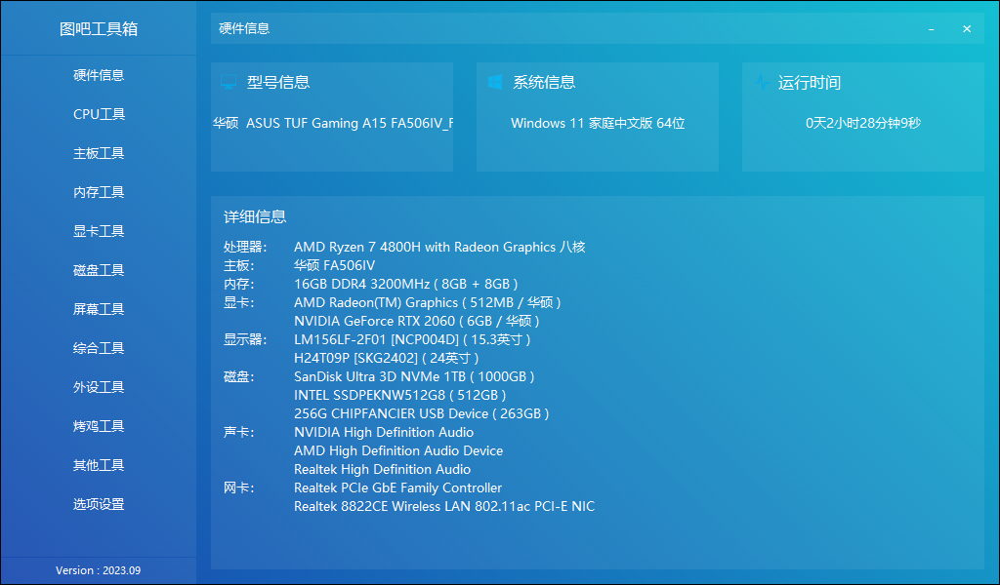 图吧工具箱
硬件信息
CPU工具
主板工具
内存工具
显卡工具
磁盘工具
屏幕工具
综合工具
外设工具
烤鸡工具
其他工具
选项设置
Version : 2023.09
硬件信息
型号信息
华硕 ASUS TUF Gaming A15 FA506IV_F
系统信息
Windows 11 家庭中文版 64位
运行时间
0天2小时28分钟9秒
详细信息
处理器: AMD Ryzen 7 4800H with Radeon Graphics 八核
主板: 华硕 FA506IV
内存: 16GB DDR4 3200MHz ( 8GB + 8GB )
显卡: AMD Radeon(TM) Graphics ( 512MB / 华硕 )
NVIDIA GeForce RTX 2060 ( 6GB / 华硕 )
显示器: LM156LF-2F01 [NCP004D] ( 15.3英寸 )
H24T09P [SKG2402] ( 24英寸 )
磁盘: SanDisk Ultra 3D NVMe 1TB ( 1000GB )
INTEL SSDPEKNW512G8 ( 512GB )
256G CHIPFANCIER USB Device ( 263GB )
声卡: NVIDIA High Definition Audio
AMD High Definition Audio Device
Realtek High Definition Audio
网卡: Realtek PCIe GbE Family Controller
Realtek 8822CE Wireless LAN 802.11ac PCI-E NIC